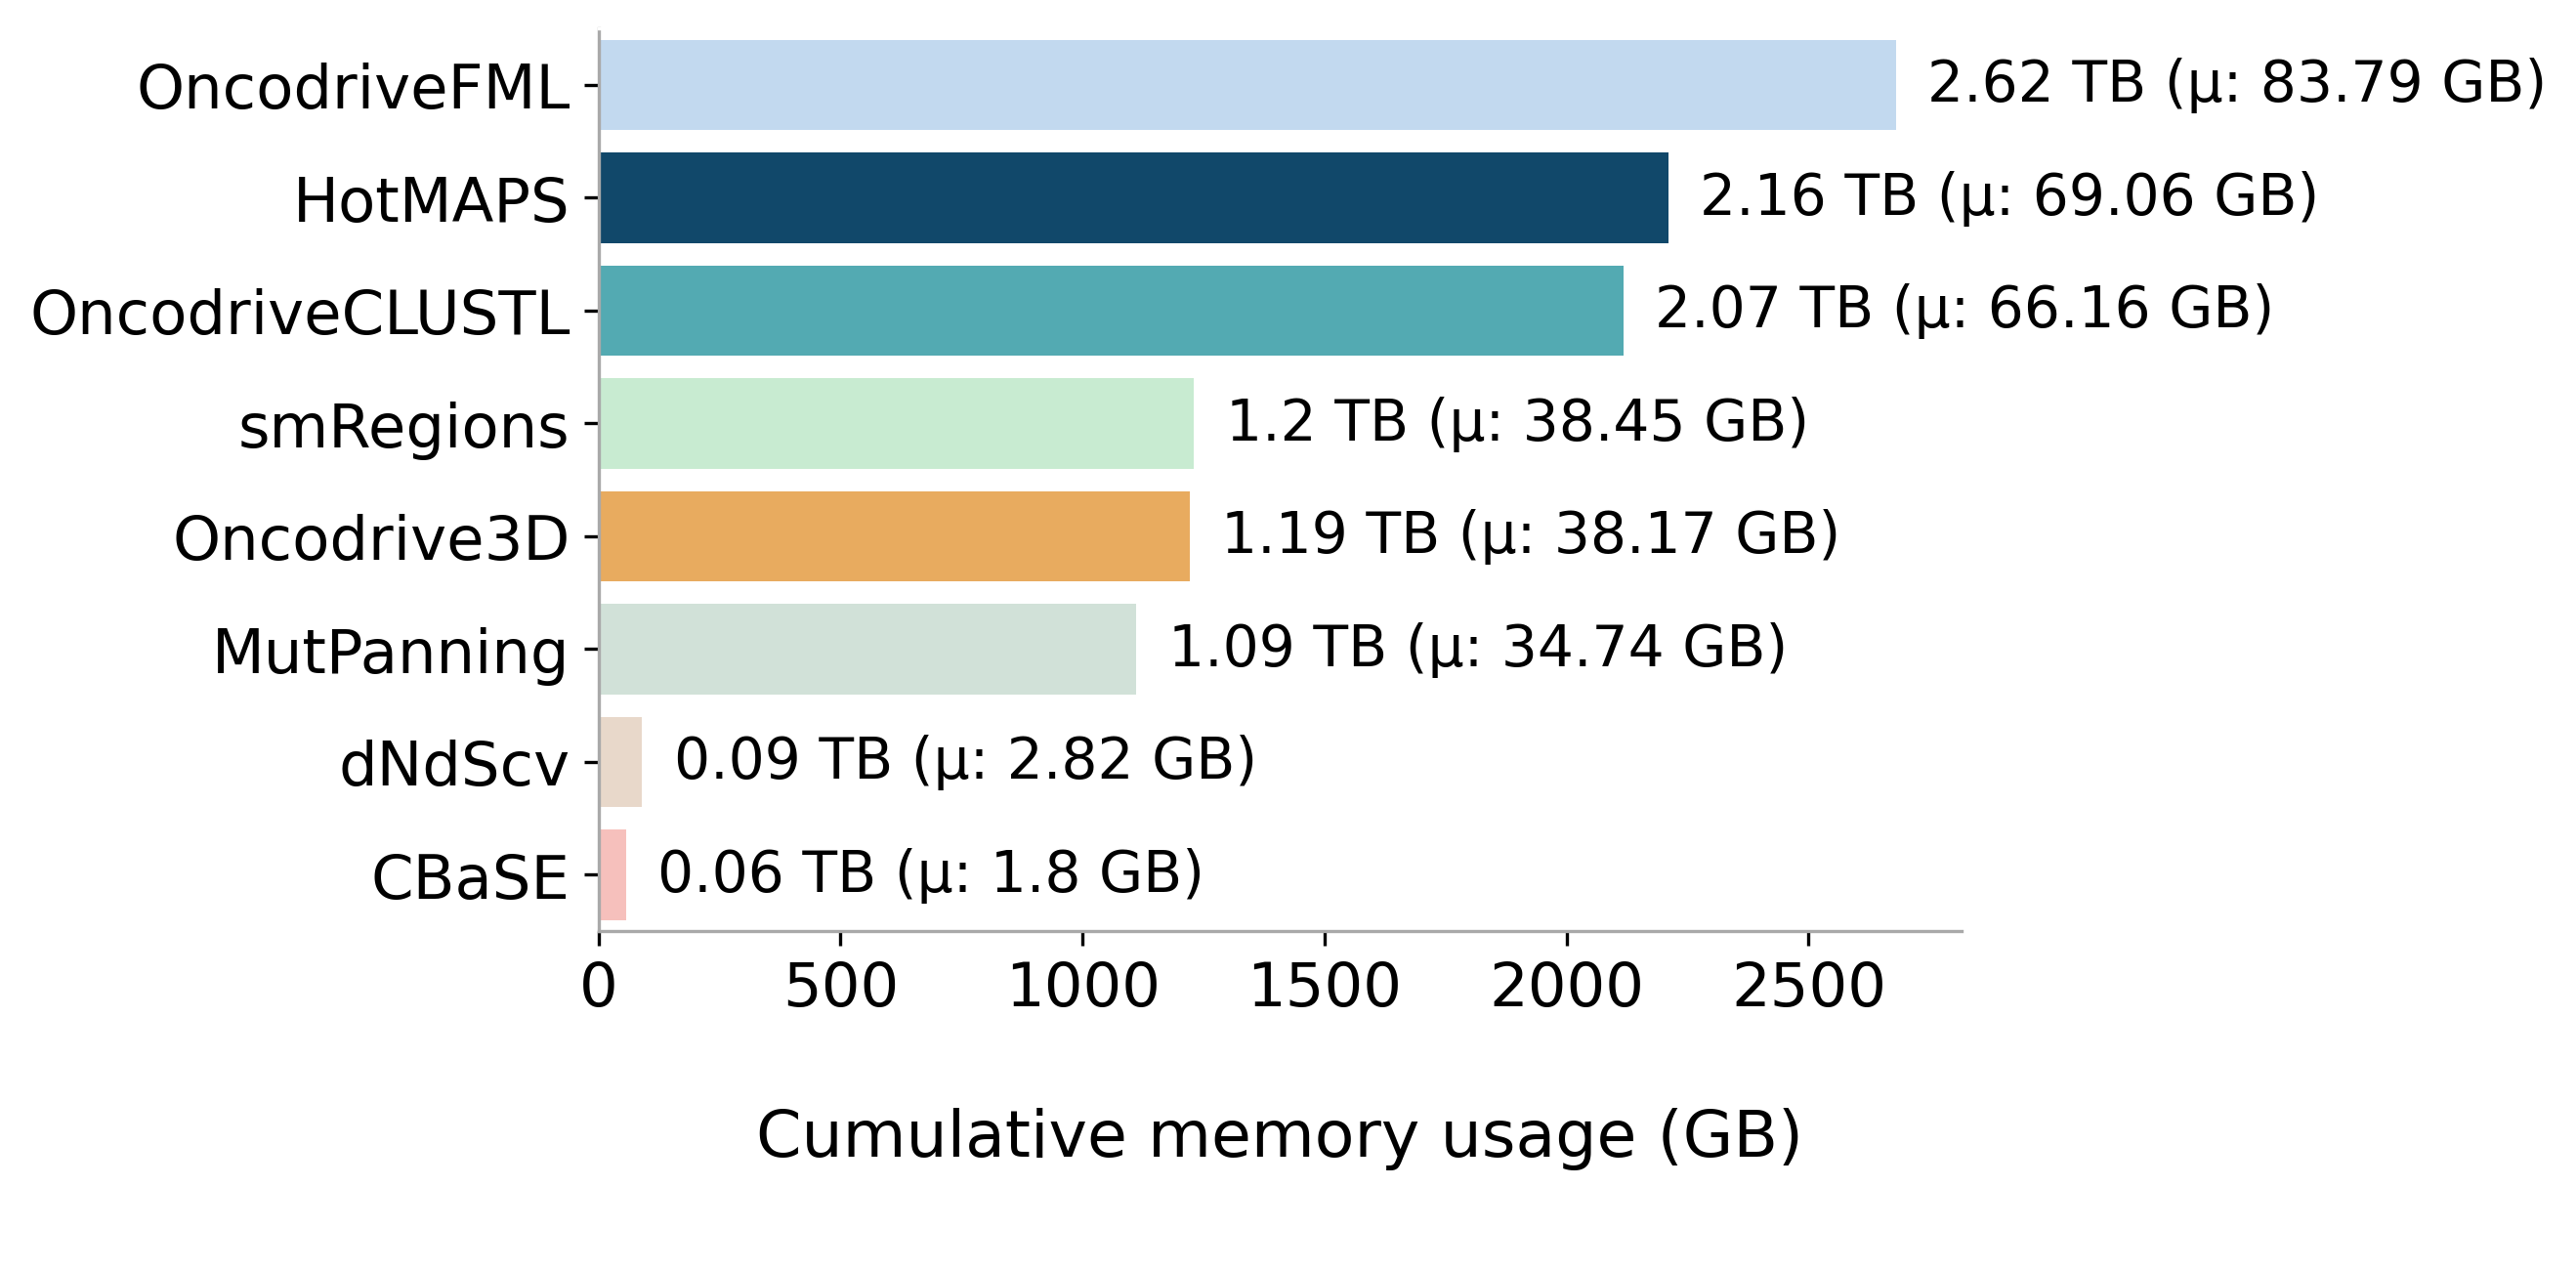 OncodriveFML 2.62 TB (μ: 83.79 GB)
HotMAPS 2.16 TB (μ: 69.06 GB)
OncodriveCLUSTL 2.07 TB (μ: 66.16 GB)
smRegions 1.2 TB (μ: 38.45 GB)
Oncodrive3D 1.19 TB (μ: 38.17 GB)
MutPanning 1.09 TB (μ: 34.74 GB)
dNdScv 0.09 TB (μ: 2.82 GB)
CBaSE 0.06 TB (μ: 1.8 GB)
0 500 1000 1500 2000 2500
Cumulative memory usage (GB)